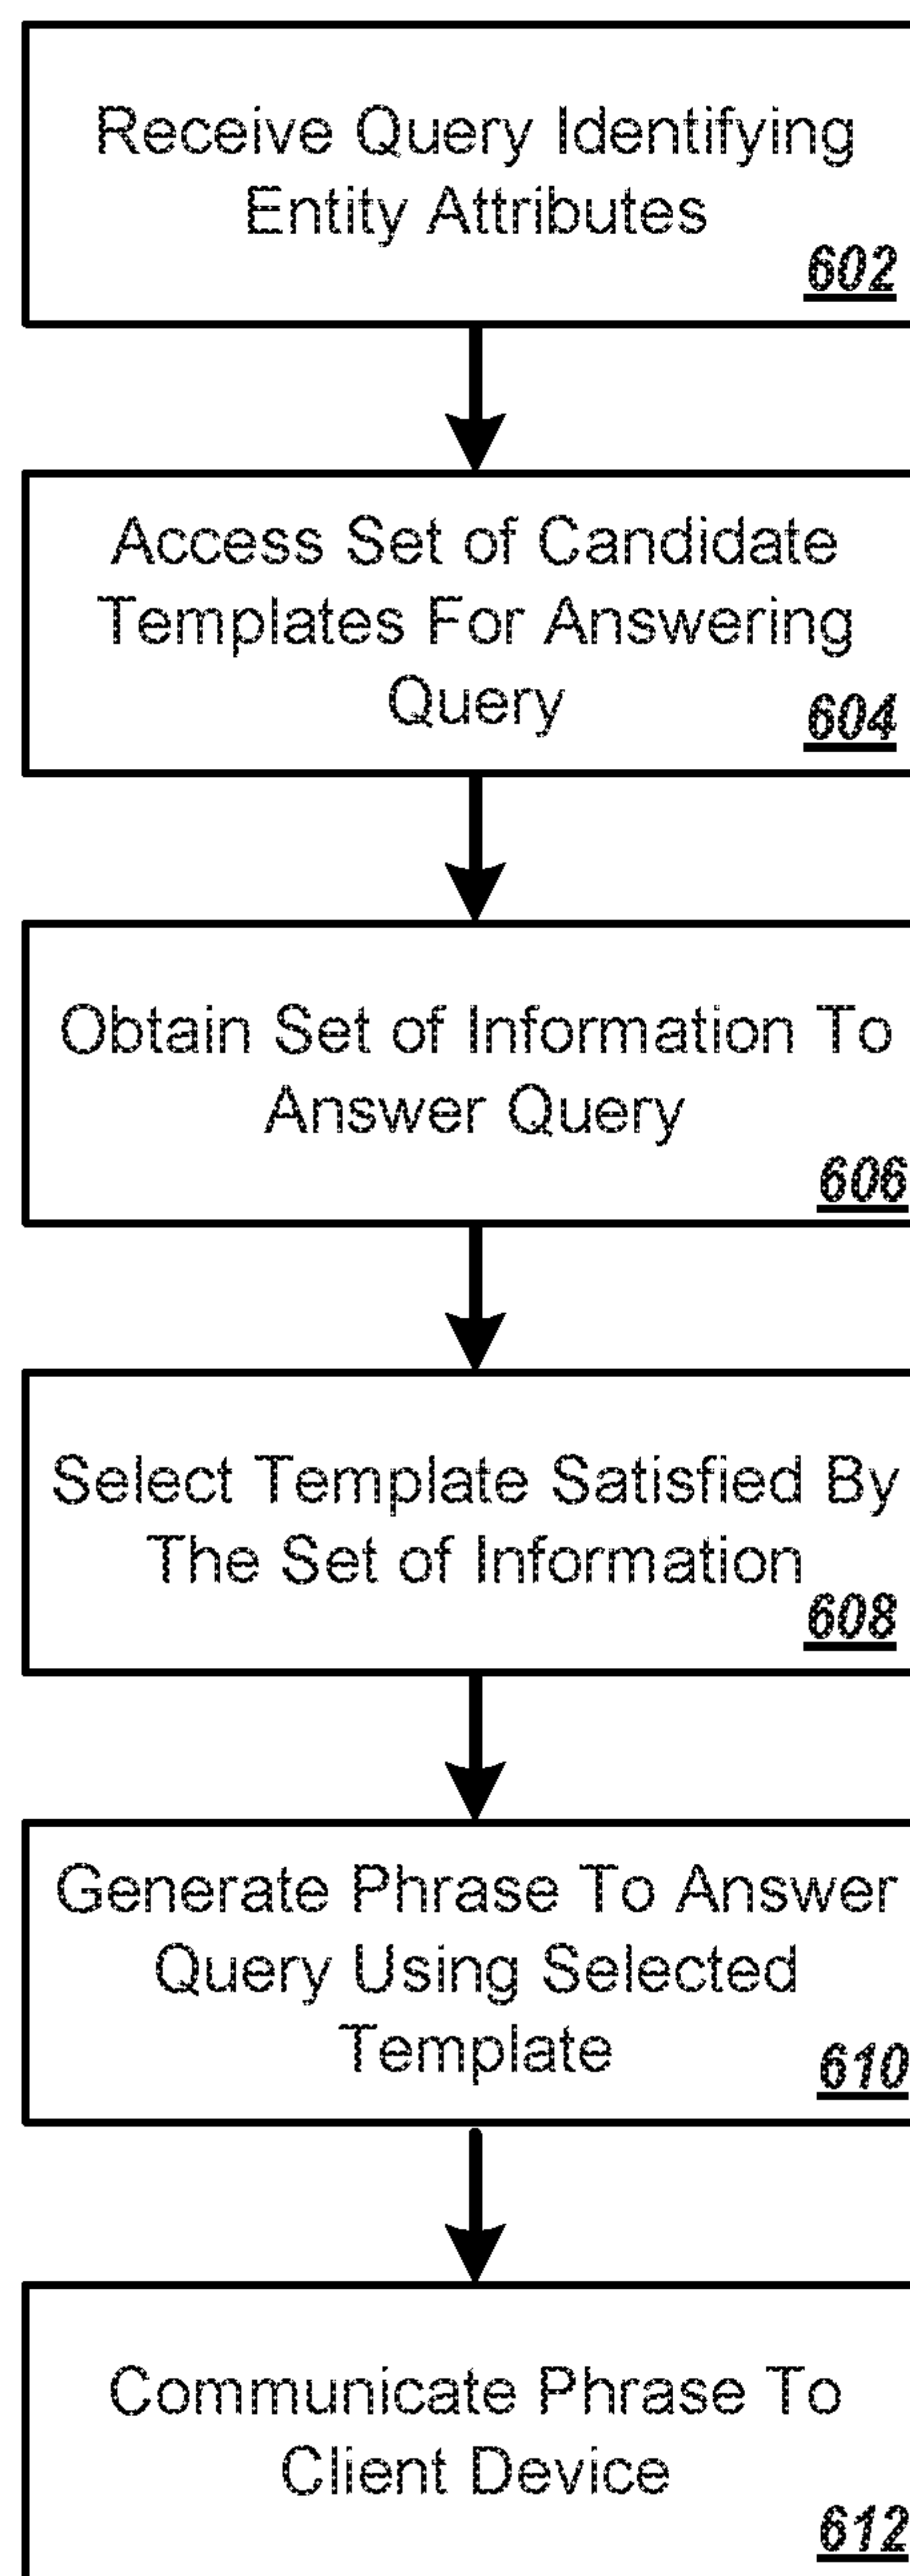 Receive Query Identifying
Entity Attributes
602
Access Set of Candidate
Templates For Answering
Query
604
Obtain Set of Information To
Answer Query
606
Select Template Satisfied By
The Set of Information
608
Generate Phrase To Answer
Query Using Selected
Template
610
Communicate Phrase To
Client Device
612